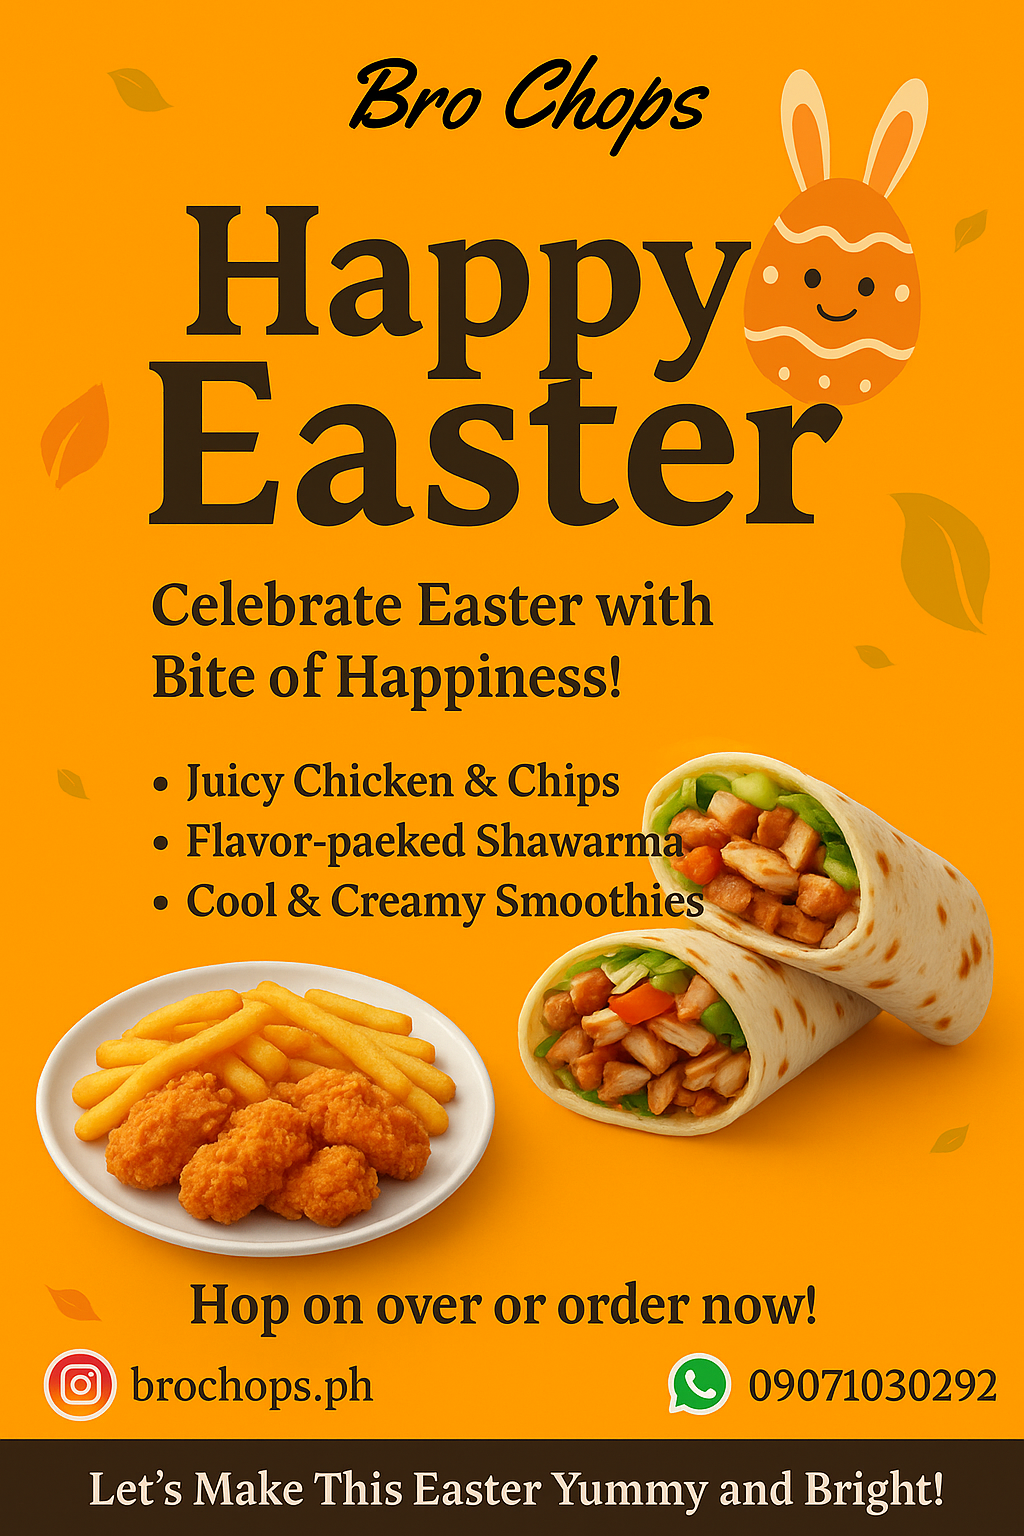 Bro Chops
Happy
Easter
Celebrate Easter with
Bite of Happiness!
• Juicy Chicken & Chips
• Flavor-paeked Shawarma
• Cool & Creamy Smoothies
Hop on over or order now!
brochops.ph
09071030292
Let's Make This Easter Yummy and Bright!